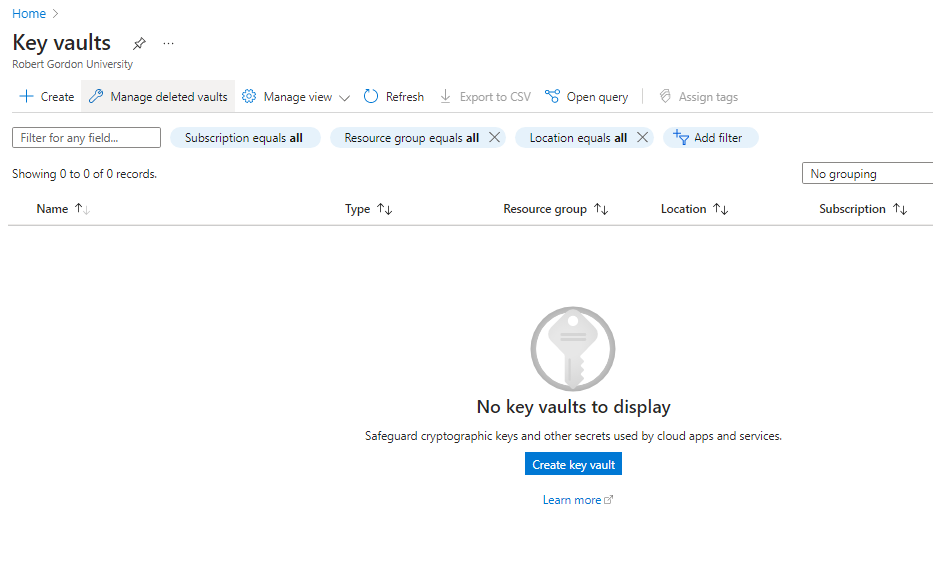 Home
Key vaults
Robert Gordon University
Create Manage deleted vaults Manage view Refresh Export to CSV Open query Assign tags
Filter for any field... Subscription equals all Resource group equals all Location equals all Add filter
Showing 0 to 0 of 0 records. No grouping
Name Type Resource group Location Subscription
No key vaults to display
Safeguard cryptographic keys and other secrets used by cloud apps and services.
Create key vault
Learn more